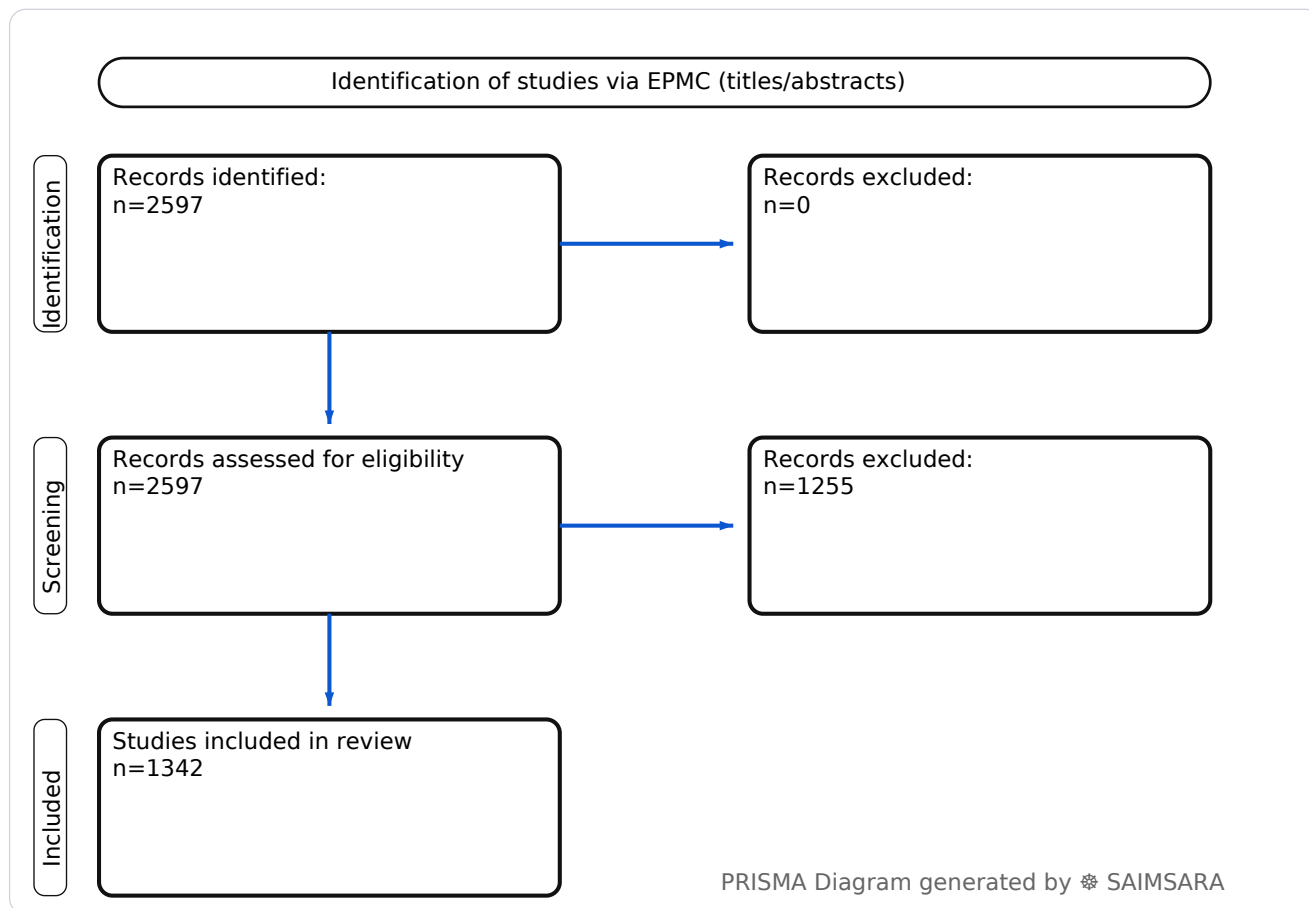 Identification of studies via EPMC (titles/abstracts)
Identification
Records identified:
n=2597
Records excluded:
n=0
Screening
Records assessed for eligibility
n=2597
Records excluded:
n=1255
Included
Studies included in review
n=1342
PRISMA Diagram generated by ☸ SAIMSARA